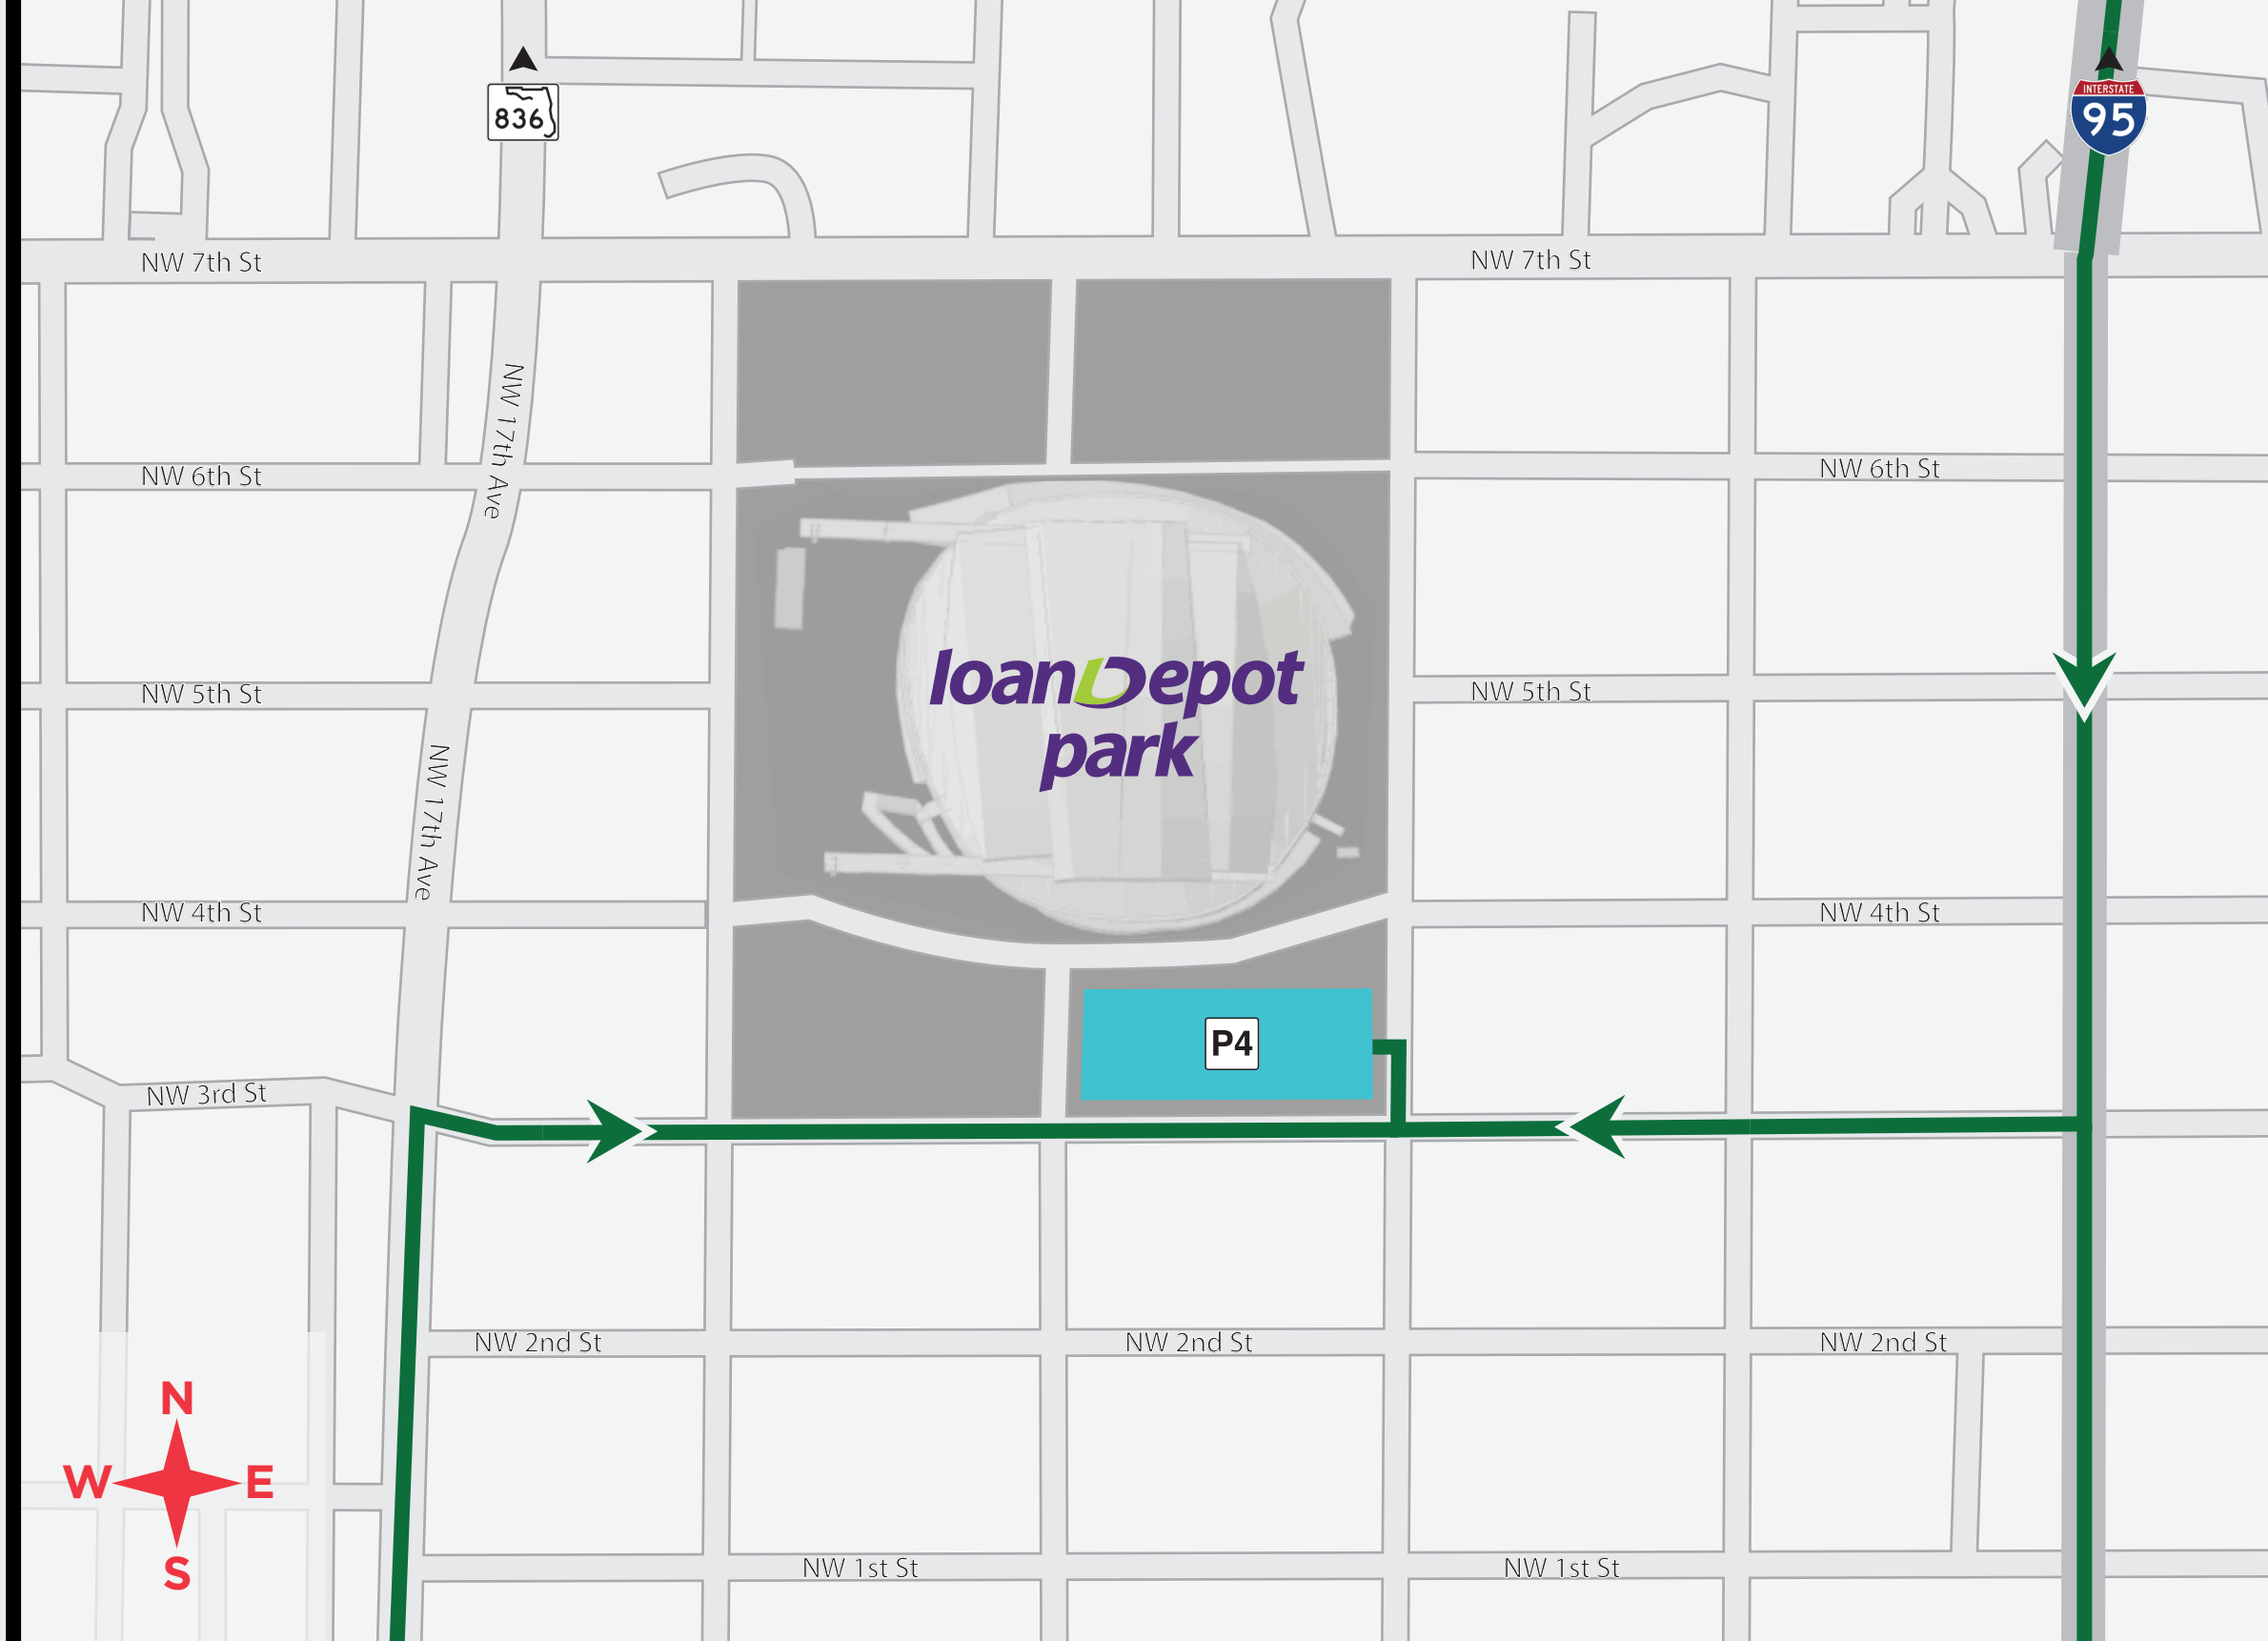 836
INTERSTATE
95
NW 7th St
NW 7th St
NW 17th Ave
NW 6th St
NW 6th St
loanDepot
park
NW 5th St
NW 5th St
NW 17th Ave
NW 4th St
NW 4th St
P4
NW 3rd St
NW 2nd St
NW 2nd St
NW 2nd St
N
W
E
S
NW 1st St
NW 1st St